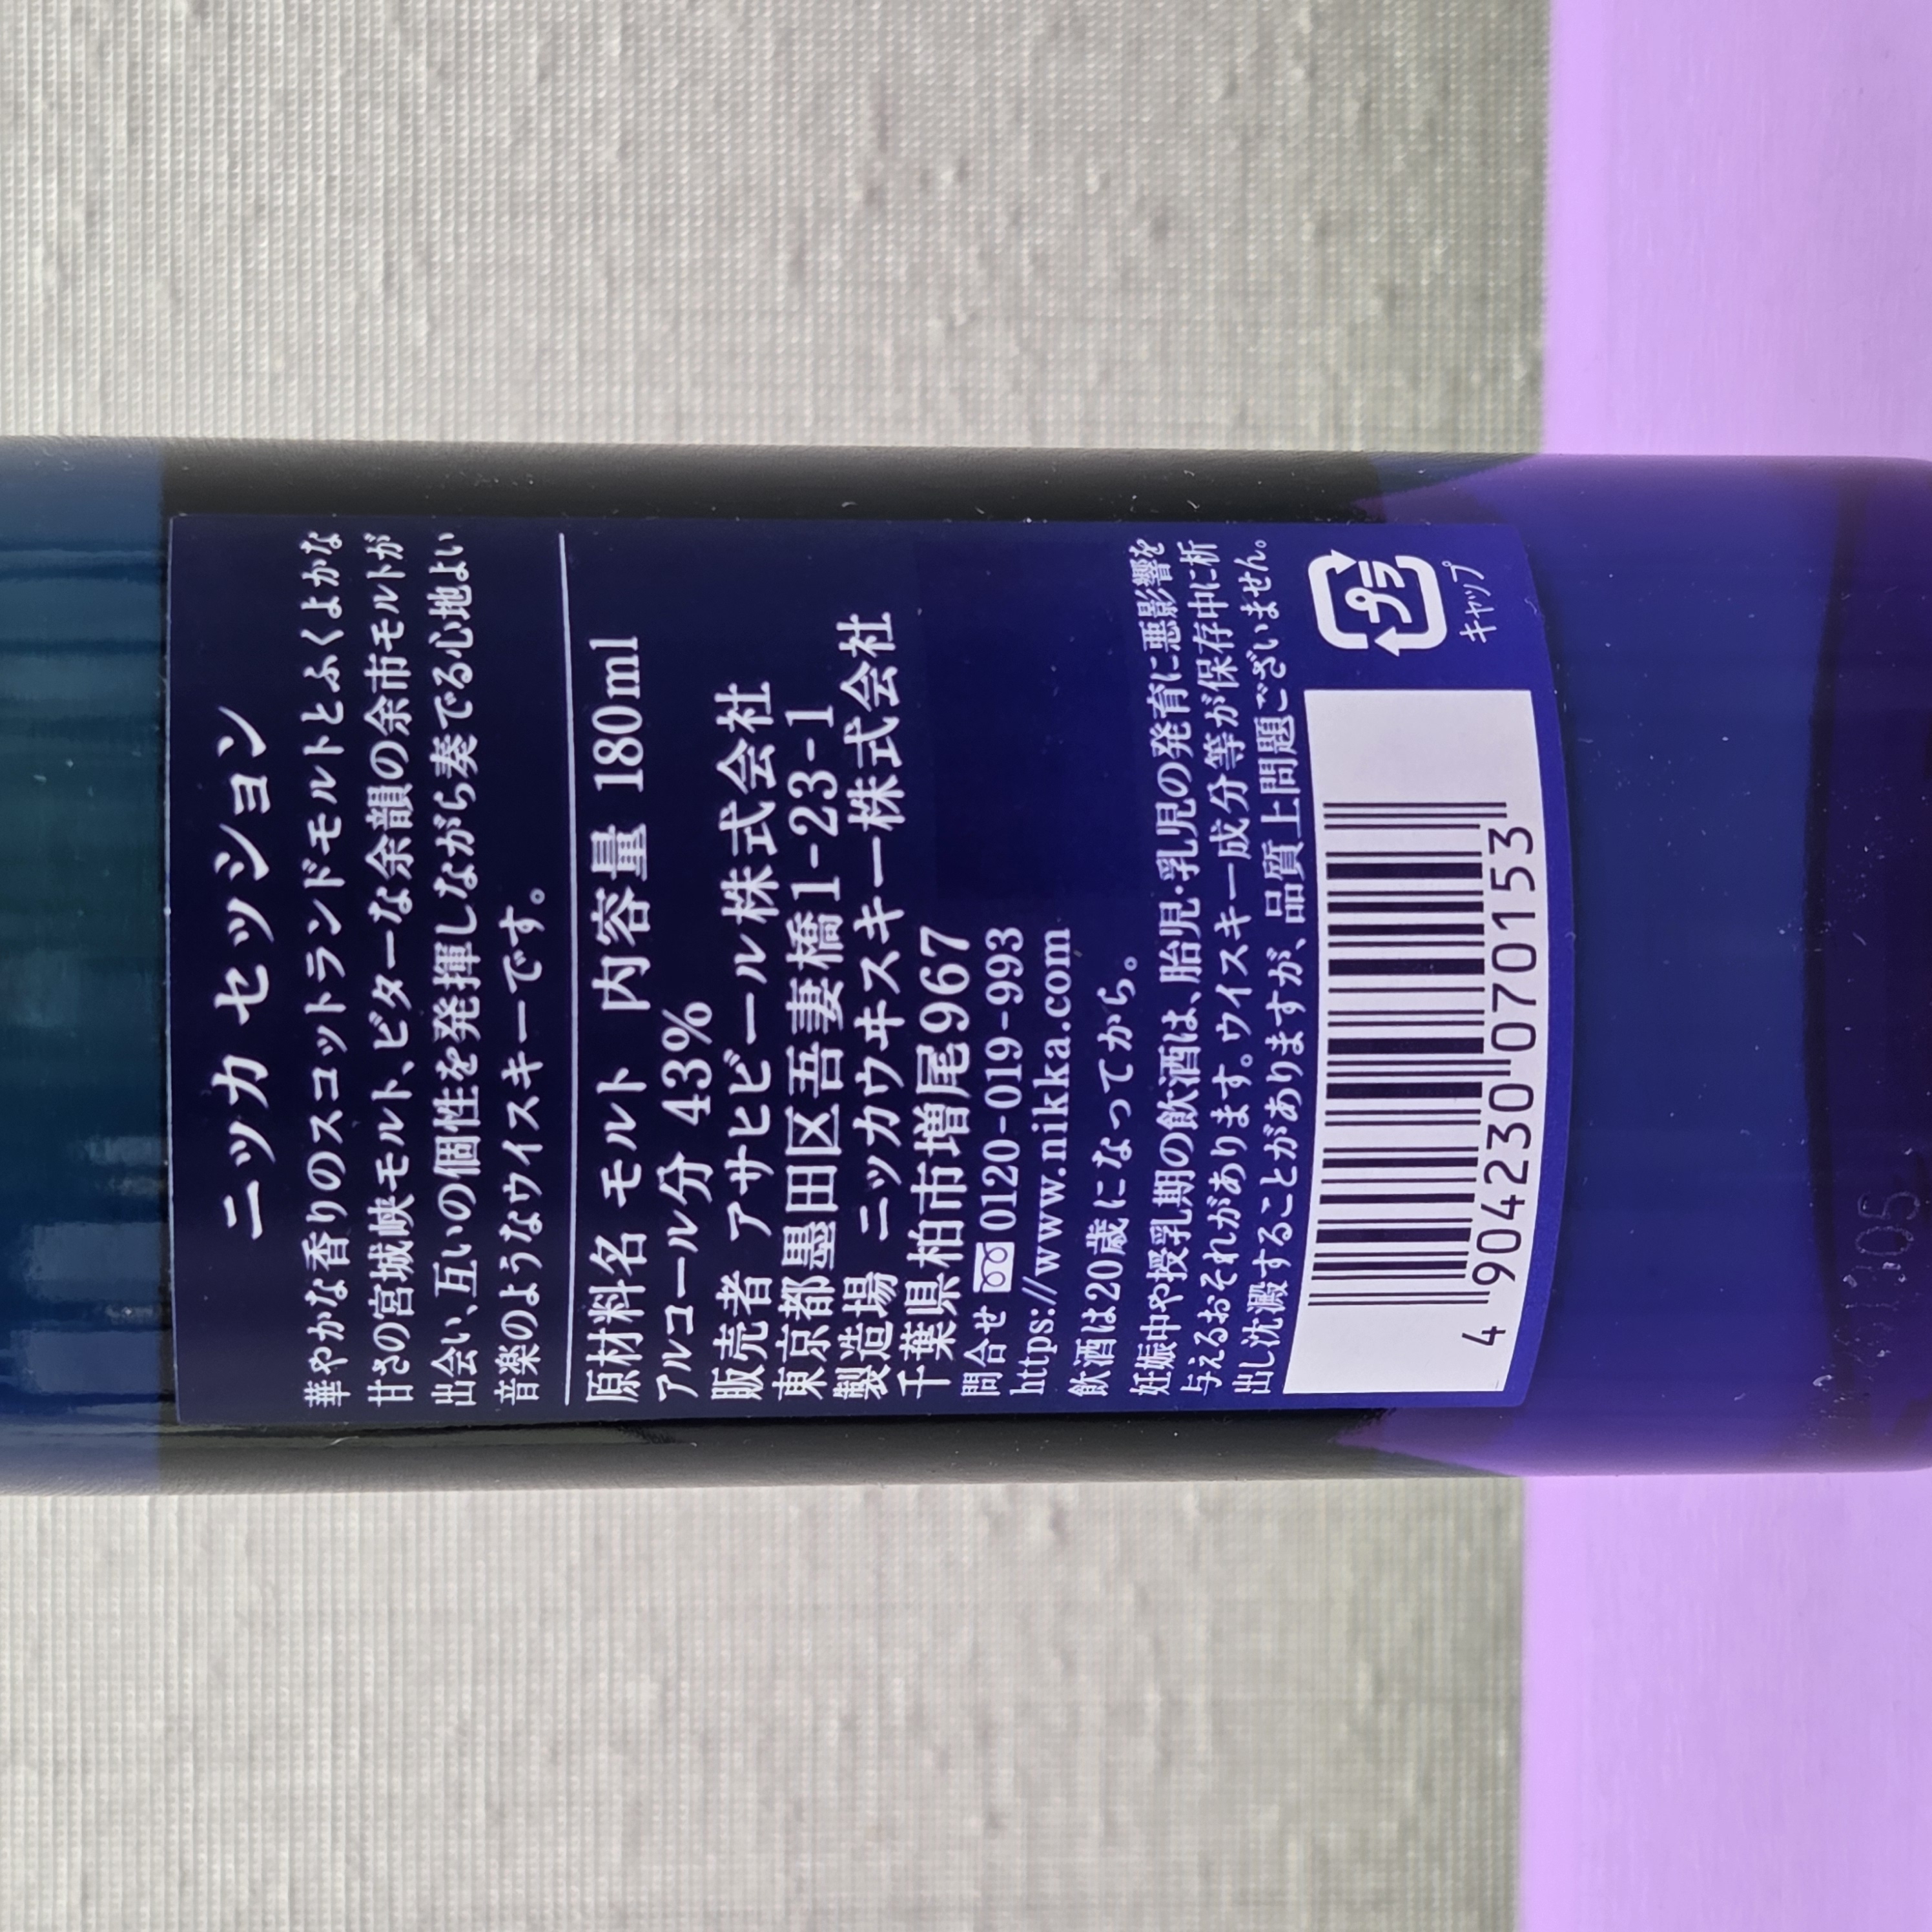 ニッカ セッション
華やかな香りのスコットランドモルトとふくよかな
甘さの宮城峡モルト、ビターな余韻の余市モルトが
出会い、互いの個性を発揮しながら奏でる心地よい
音楽のようなウイスキーです。
原材料名 モルト 内容量 180ml
アルコール分 43%
販売者 アサヒビール株式会社
東京都墨田区吾妻橋1-23-1
製造場 ニッカウヰスキー株式会社
千葉県柏市増尾967
問合せ 0120-019-993
https://www.nikka.com
飲酒は20歳になってから。
妊娠中や授乳期の飲酒は、胎児・乳児の発育に悪影響を
与えるおそれがあります。ウイスキー成分等が保存中に析
出し沈澱することがありますが、品質上問題ございません。
プラ
キャップ
4 904230 070153